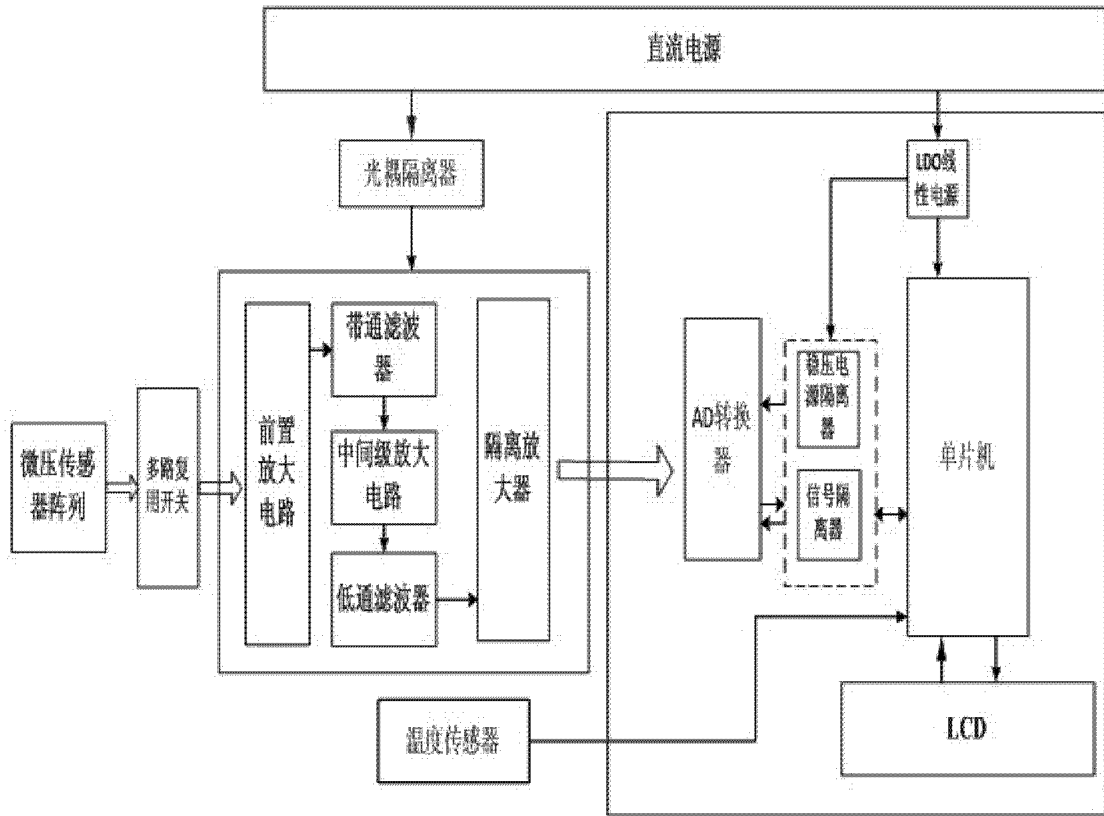 直流电源
光耦隔离器
LDO线
性电源
带通滤波
器
稳压电
源隔离
器
前置
放大
电路
隔离放
大器
AD转换
器
单片机
微压传感
器阵列
多路复
用开关
中间级放大
电路
信号隔
离器
低通滤波器
温度传感器
LCD